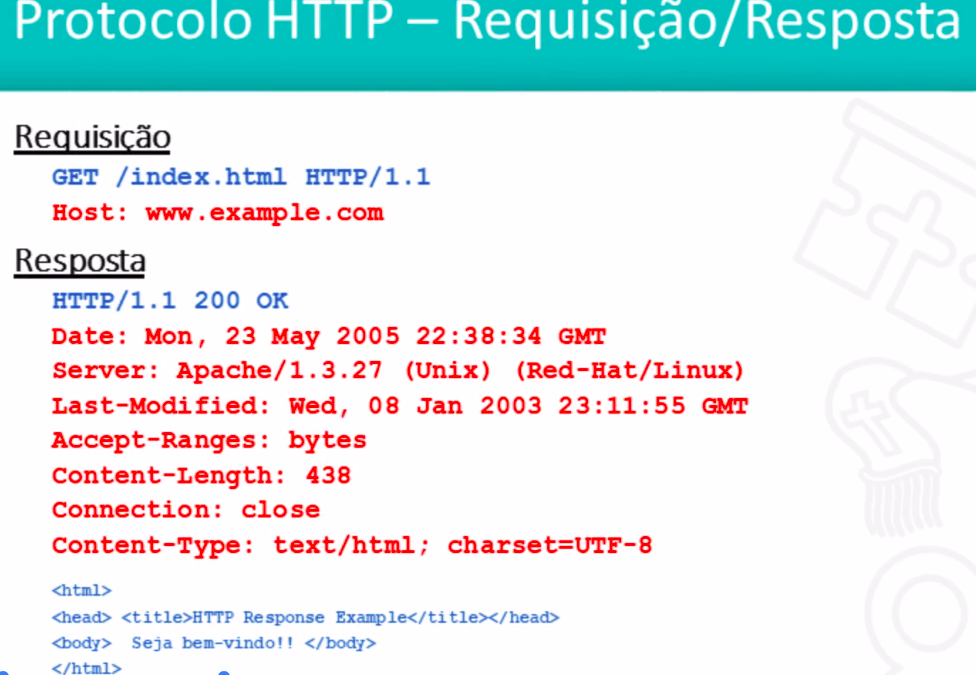 Protocolo HTTP – Requisição/Resposta
Requisição
GET /index.html HTTP/1.1
Host: www.example.com
Resposta
HTTP/1.1 200 OK
Date: Mon, 23 May 2005 22:38:34 GMT
Server: Apache/1.3.27 (Unix) (Red-Hat/Linux)
Last-Modified: Wed, 08 Jan 2003 23:11:55 GMT
Accept-Ranges: bytes
Content-Length: 438
Connection: close
Content-Type: text/html; charset=UTF-8
<html>
<head> <title>HTTP Response Example</title></head>
<body>  Seja bem-vindo!! </body>
</html>